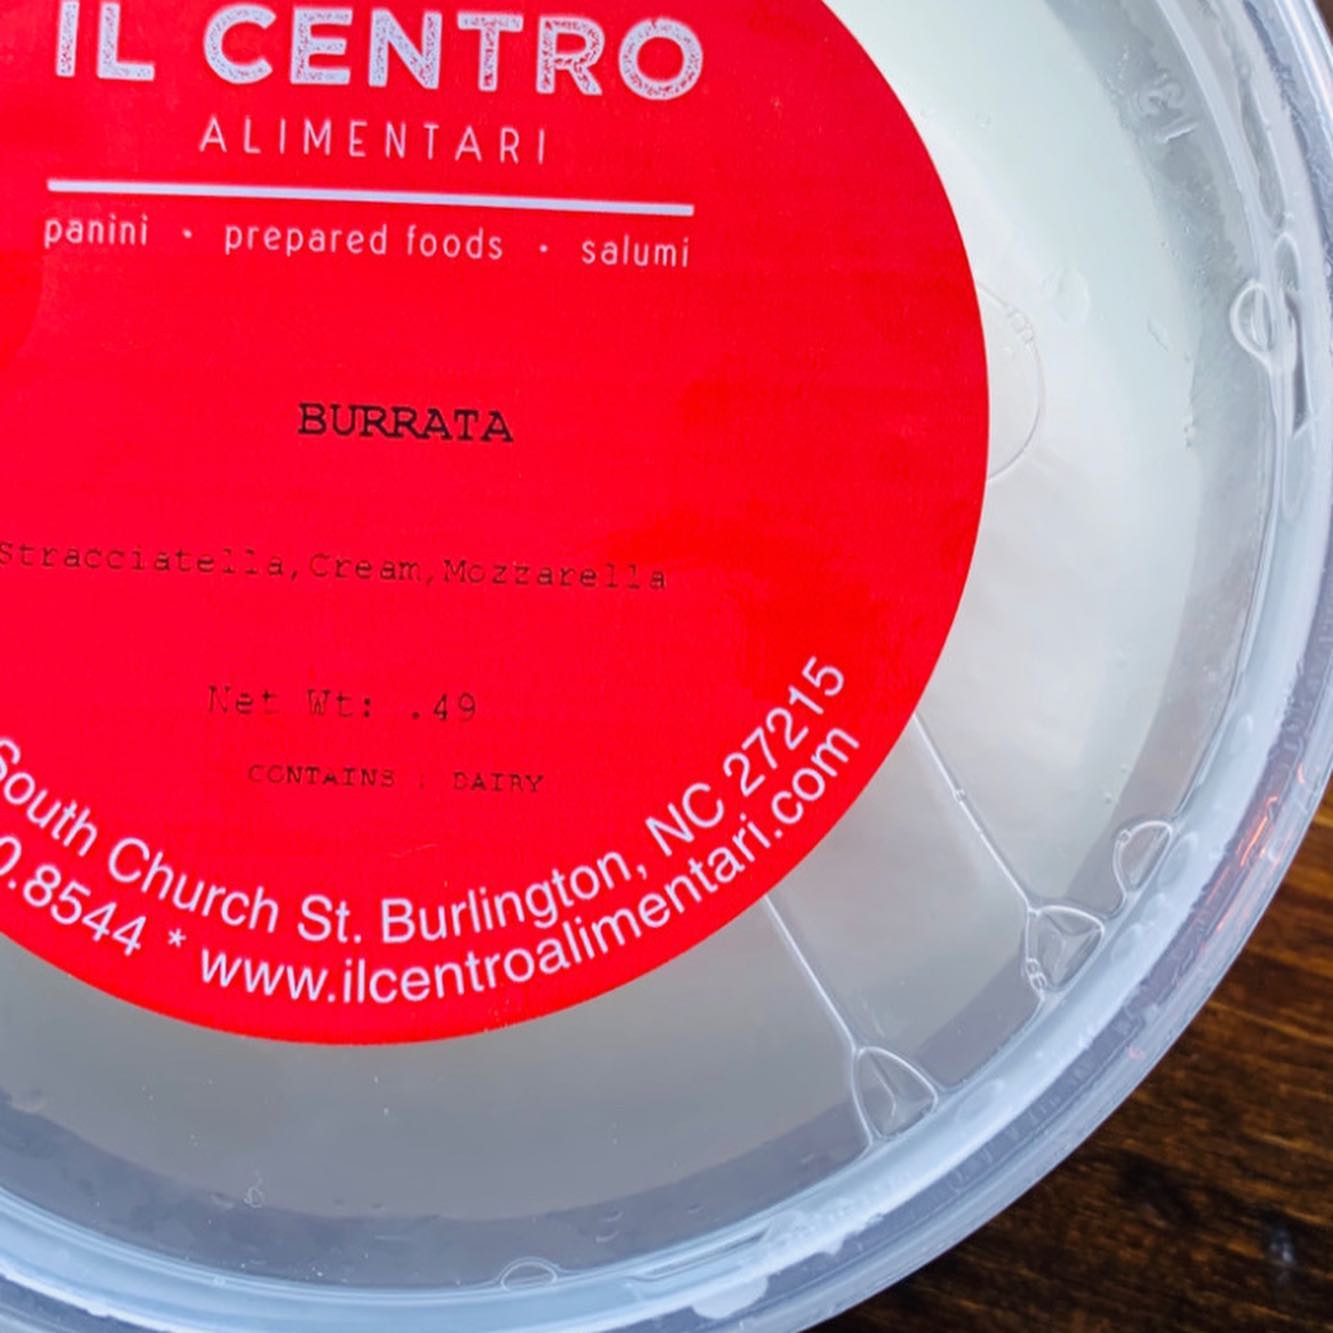 IL CENTRO
ALIMENTARI
panini · prepared foods · salumi
BURRATA
Stracciatella,Cream,Mozzarella
Net Wt: .49
CONTAINS : DAIRY
South Church St. Burlington, NC 27215
0.8544 * www.ilcentroalimentari.com